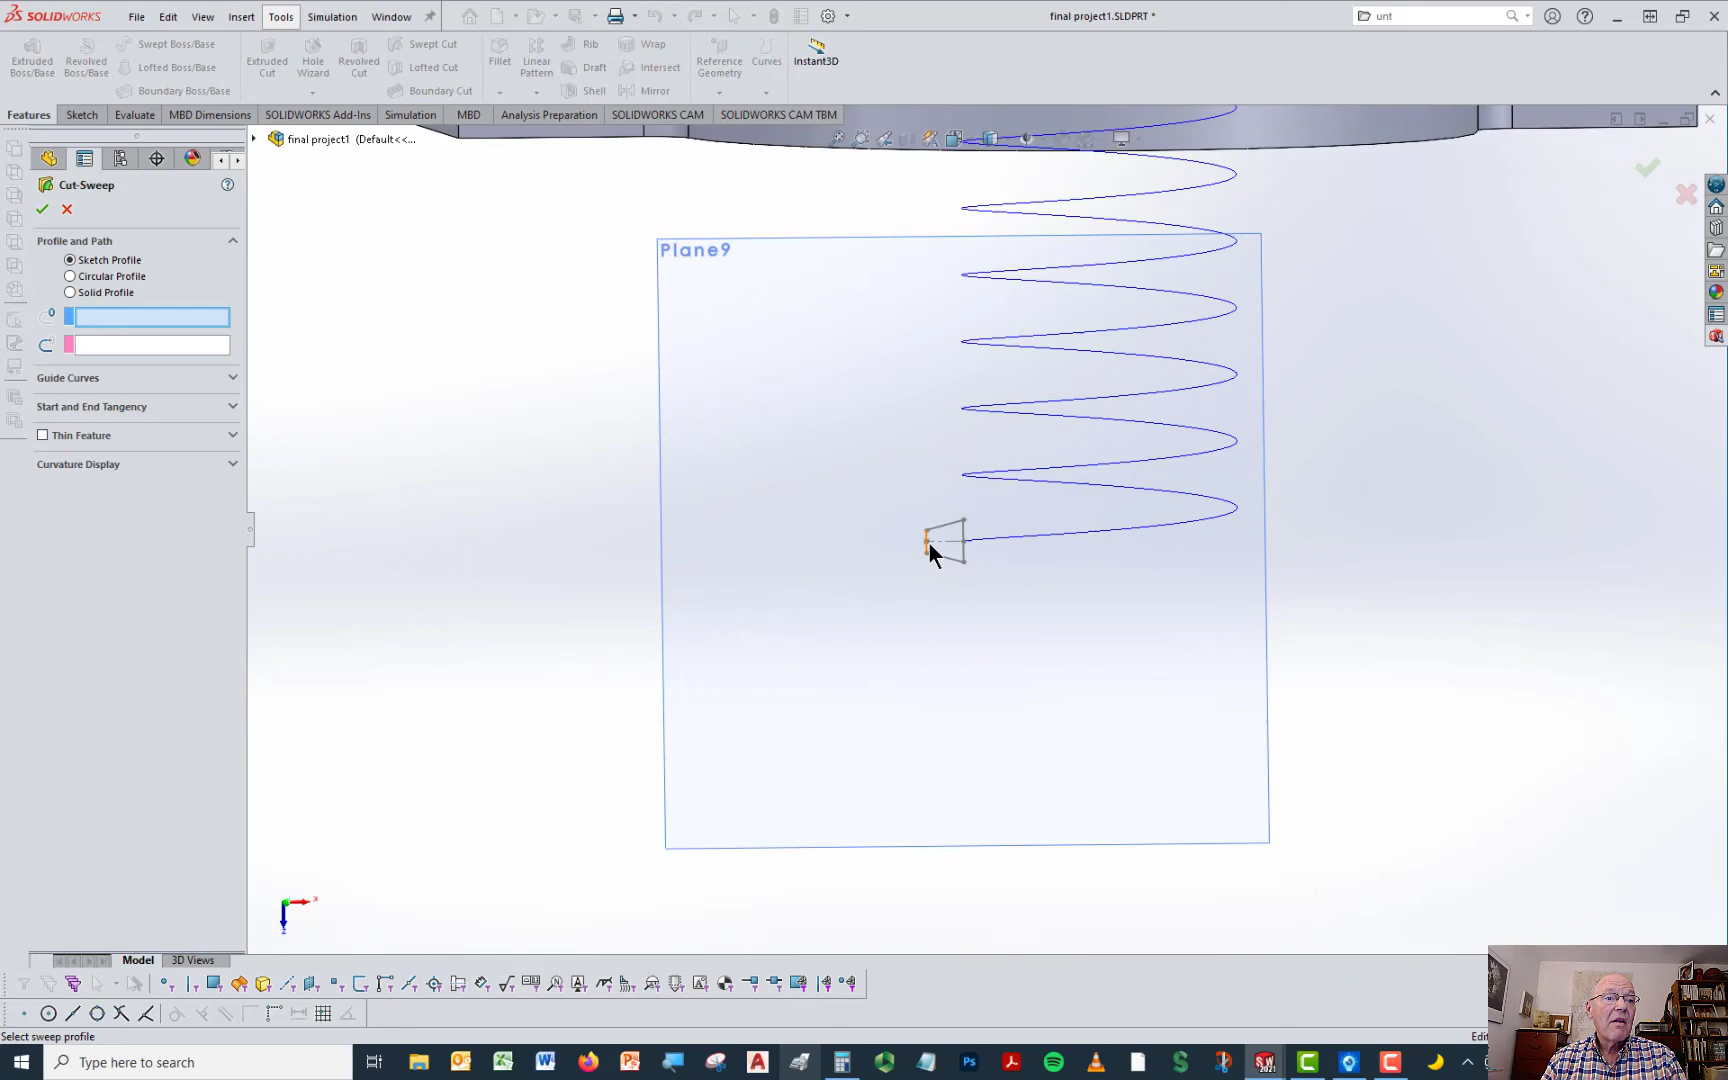 SOLIDWORKS File Edit View Insert Tools Simulation Window final project1.SLDPRT * unt
Extruded Boss/Base Revolved Boss/Base Swept Boss/Base Lofted Boss/Base Boundary Boss/Base Extruded Cut Hole Wizard Revolved Cut Swept Cut Lofted Cut Boundary Cut Fillet Linear Pattern Rib Draft Shell Wrap Intersect Mirror Reference Geometry Curves Instant3D
Features Sketch Evaluate MBD Dimensions SOLIDWORKS Add-Ins Simulation MBD Analysis Preparation SOLIDWORKS CAM SOLIDWORKS CAM TBM
final project1 (Default<<...
Cut-Sweep
Profile and Path
Sketch Profile
Circular Profile
Solid Profile
Guide Curves
Start and End Tangency
Thin Feature
Curvature Display
Plane9
Model 3D Views
Select sweep profile
Type here to search